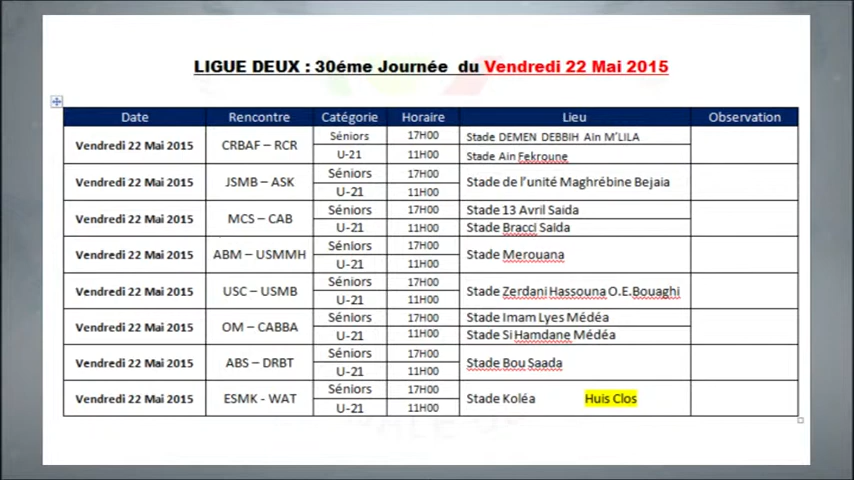 LIGUE DEUX : 30éme Journée du Vendredi 22 Mai 2015
Date Rencontre Catégorie Horaire Lieu Observation
Vendredi 22 Mai 2015 CRBAF – RCR Séniors 17H00 Stade DEMEN DEBBIH Ain M'LILA
U-21 11H00 Stade Ain Fekroune
Vendredi 22 Mai 2015 JSMB – ASK Séniors 17H00 Stade de l'unité Maghrébine Bejaia
U-21 11H00
Vendredi 22 Mai 2015 MCS – CAB Séniors 17H00 Stade 13 Avril Saida
U-21 11H00 Stade Bracci Saida
Vendredi 22 Mai 2015 ABM – USMMH Séniors 17H00 Stade Merouana
U-21 11H00
Vendredi 22 Mai 2015 USC – USMB Séniors 17H00 Stade Zerdani Hassouna O.E.Bouaghi
U-21 11H00
Vendredi 22 Mai 2015 OM – CABBA Séniors 17H00 Stade Imam Lyes Médéa
U-21 11H00 Stade Si Hamdane Médéa
Vendredi 22 Mai 2015 ABS – DRBT Séniors 17H00 Stade Bou Saada
U-21 11H00
Vendredi 22 Mai 2015 ESMK - WAT Séniors 17H00 Stade Koléa Huis Clos
U-21 11H00